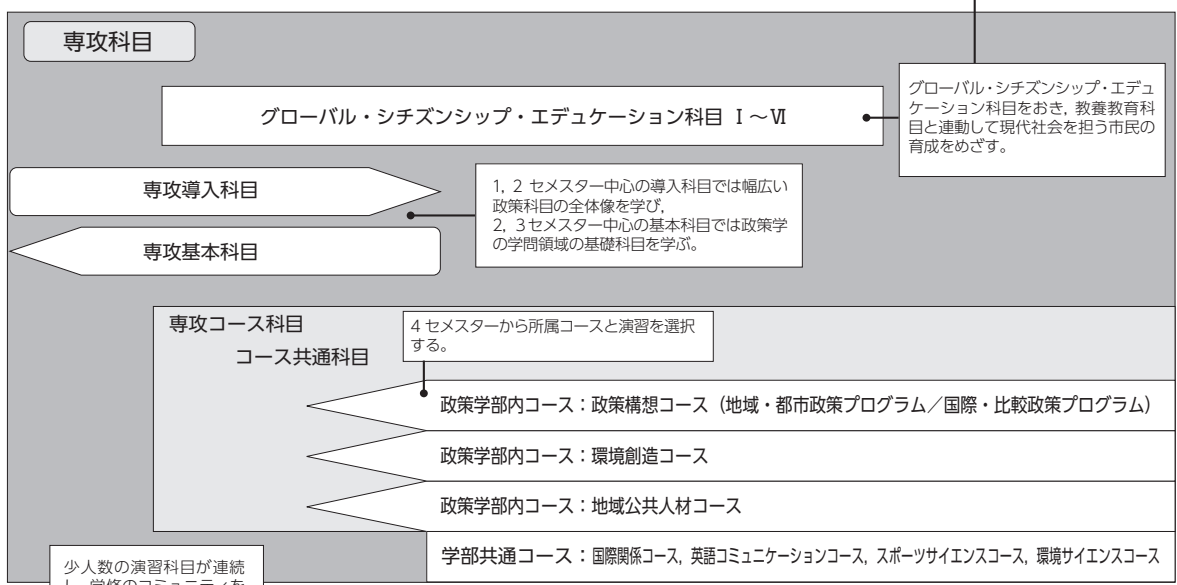 専攻科目
グローバル・シチズンシップ・エデュケーション科目 Ⅰ～Ⅵ
グローバル・シチズンシップ・エデュ
ケーション科目をおき, 教養教育科
目と連動して現代社会を担う市民の
育成をめざす。
専攻導入科目
1, 2 セメスター中心の導入科目では幅広い
政策科目の全体像を学び,
2, 3セメスター中心の基本科目では政策学
の学問領域の基礎科目を学ぶ。
専攻基本科目
専攻コース科目
コース共通科目
4 セメスターから所属コースと演習を選択
する。
政策学部内コース：政策構想コース（地域・都市政策プログラム／国際・比較政策プログラム）
政策学部内コース：環境創造コース
政策学部内コース：地域公共人材コース
学部共通コース：国際関係コース, 英語コミュニケーションコース, スポーツサイエンスコース, 環境サイエンスコース
少人数の演習科目が連続
し, 学修のコミュニティを